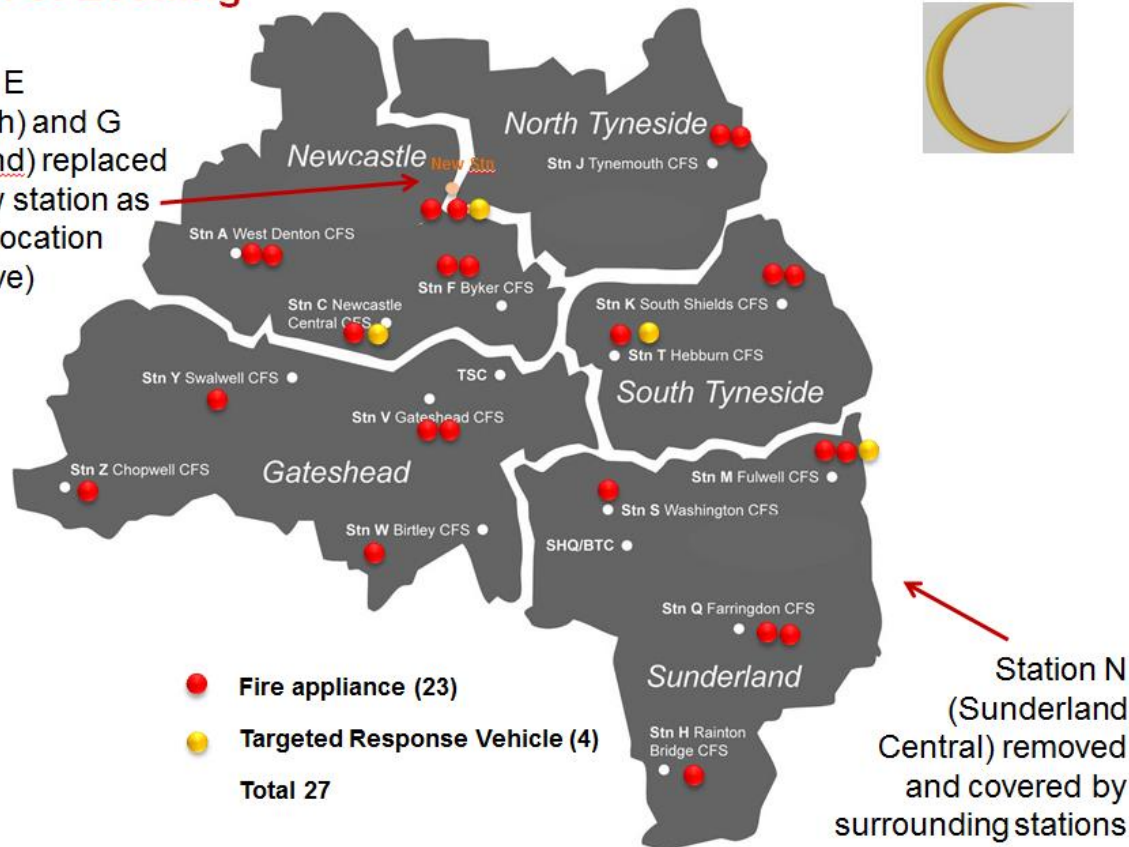 E
h) and G
nd) replaced
w station as
location
ve)
North Tyneside
Stn J Tynemouth CFS
Newcastle
New Stn
Stn A West Denton CFS
Stn F Byker CFS
Stn C Newcastle
Central CFS
Stn K South Shields CFS
Stn T Hebburn CFS
South Tyneside
Stn Y Swalwell CFS
TSC
Stn V Gateshead CFS
Gateshead
Stn Z Chopwell CFS
Stn W Birtley CFS
Stn M Fulwell CFS
Stn S Washington CFS
SHQ/BTC
Stn Q Farringdon CFS
Sunderland
Stn H Rainton
Bridge CFS
Fire appliance (23)
Targeted Response Vehicle (4)
Total 27
Station N
(Sunderland
Central) removed
and covered by
surrounding stations